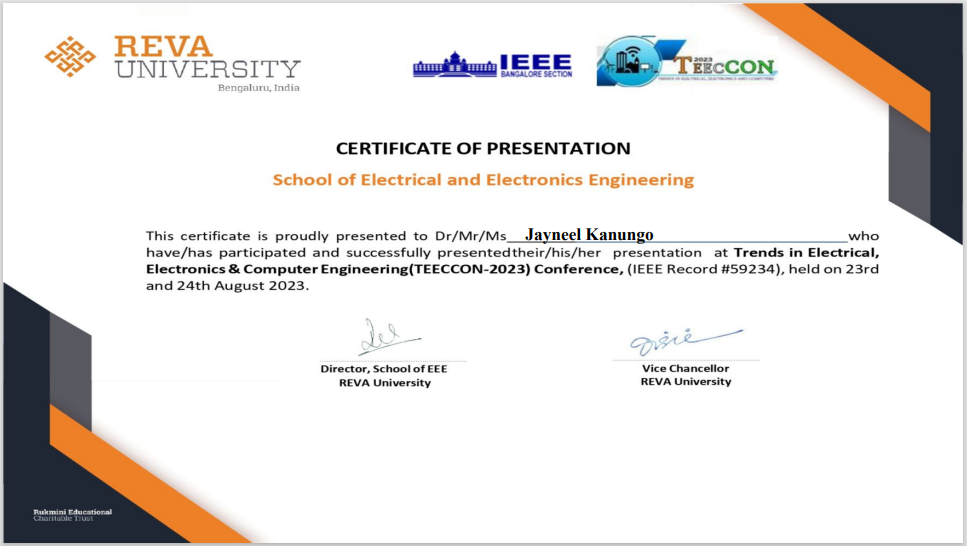 REVA
UNIVERSITY
Bengaluru, India
IEEE
BANGALORE SECTION
2023
TEECCON
TRENDS IN ELECTRICAL, ELECTRONICS AND COMPUTER
CERTIFICATE OF PRESENTATION
School of Electrical and Electronics Engineering
This certificate is proudly presented to Dr/Mr/Ms Jayneel Kanungo who
have/has participated and successfully presentedtheir/his/her presentation at Trends in Electrical,
Electronics & Computer Engineering(TEECCON-2023) Conference, (IEEE Record #59234), held on 23rd
and 24th August 2023.
Director, School of EEE
REVA University
Vice Chancellor
REVA University
Rukmini Educational
Charitable Trust